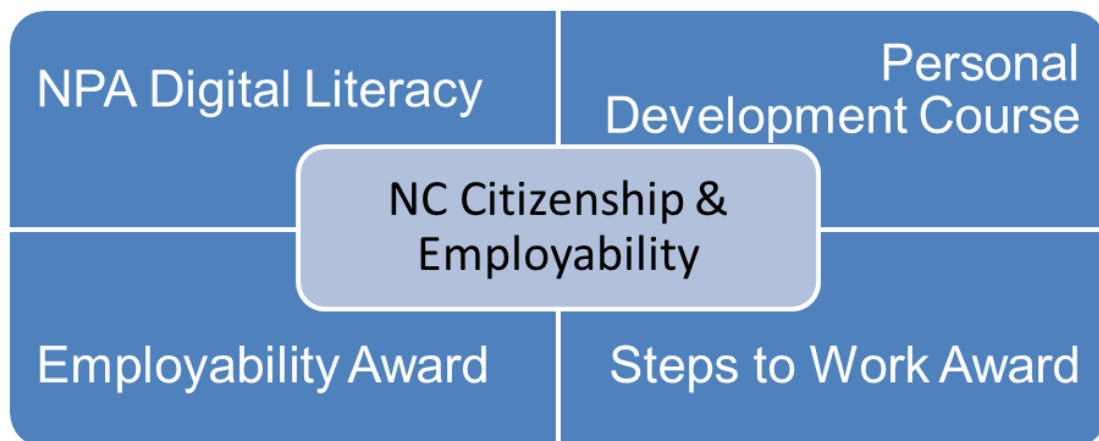 NPA Digital Literacy
Personal
Development Course
NC Citizenship &
Employability
Employability Award
Steps to Work Award